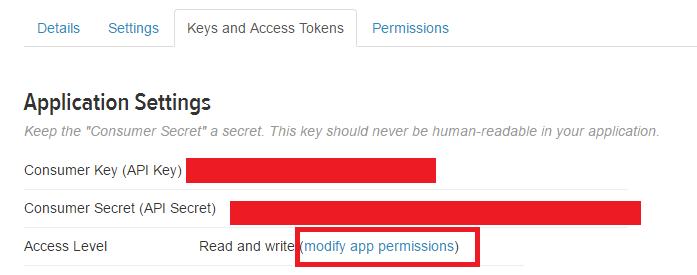 Details Settings Keys and Access Tokens Permissions
Application Settings
Keep the "Consumer Secret" a secret. This key should never be human-readable in your application.
Consumer Key (API Key)
Consumer Secret (API Secret)
Access Level Read and write (modify app permissions)